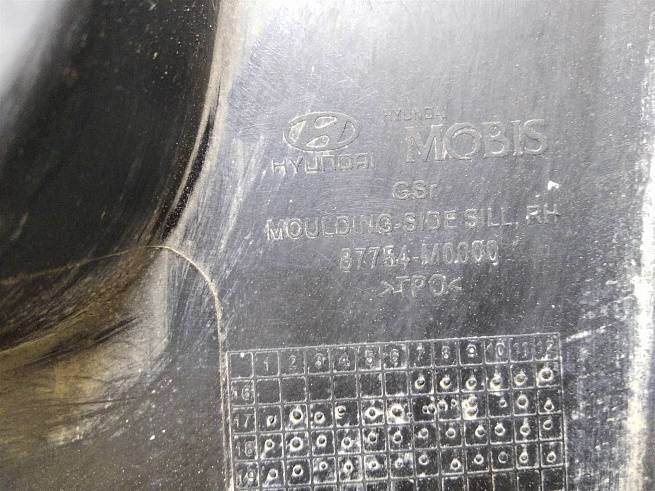 HYUNDAI
HYUNDAI MOBIS
GSr
MOULDING-SIDE SILL, RH
87754-M0000
>TPO<
1 2 3 4 5 6 7 8 9 10 11 12
16
17
18
19